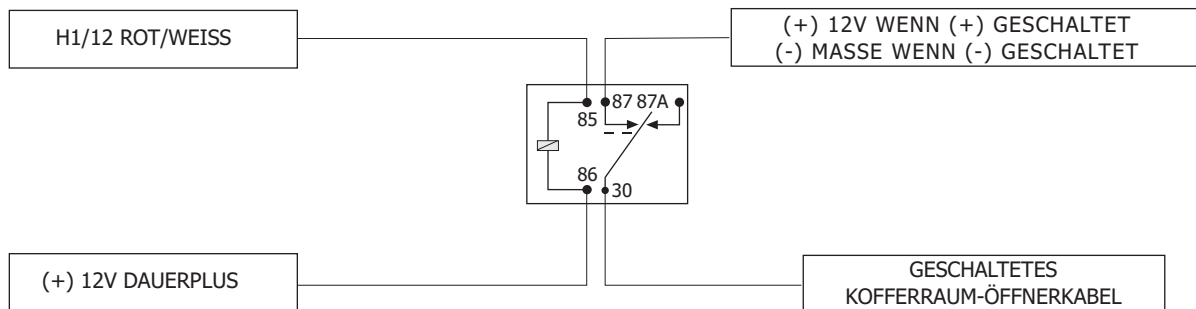 H1/12 ROT/WEISS
(+) 12V WENN (+) GESCHALTET
(-) MASSE WENN (-) GESCHALTET
87 87A
85
86
30
(+) 12V DAUERPLUS
GESCHALTETES
KOFFERRAUM-ÖFFNERKABEL